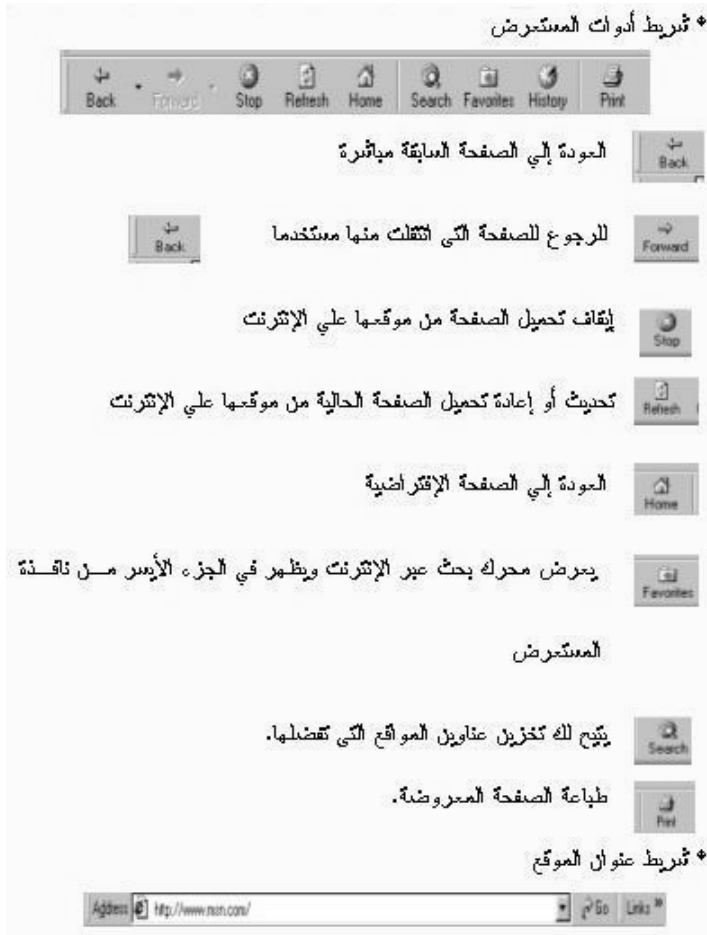 * شريط أدوات المستعرض
Back Forward Stop Refresh Home Search Favorites History Print
العودة إلي الصفحة السابقة مباشرة Back
للرجوع للصفحة التى انتقلت منها مستخدما Back Forward
إيقاف تحميل الصفحة من موقعها علي الإنترنت Stop
تحديث أو إعادة تحميل الصفحة الحالية من موقعها علي الإنترنت Refresh
العودة إلي الصفحة الإفتراضية Home
يعرض محرك بحث عبر الإنترنت ويظهر في الجزء الأيسر مــن نافــذة Favorites
المستعرض
يتيح لك تخزين عناوين المواقع التى تفضلها. Search
طباعة الصفحة المعروضة. Print
* شريط عنوان الموقع
Address http://www.msn.com/ Go Links »